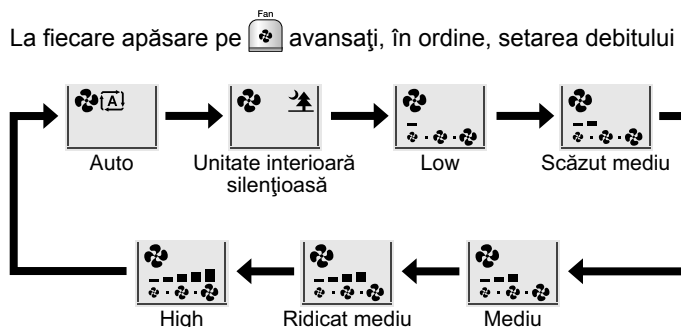 Fan
La fiecare apăsare pe avansaţi, în ordine, setarea debitului
A
Auto
Unitate interioară
silenţioasă
Low
Scăzut mediu
High
Ridicat mediu
Mediu